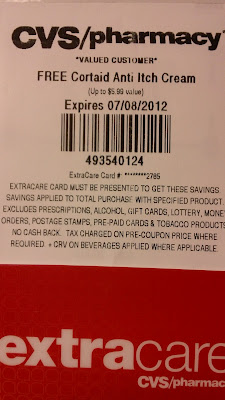 CVS/pharmacy
"VALUED CUSTOMER"
FREE Cortaid Anti Itch Cream
(Up to $5.99 value)
Expires 07/08/2012
493540124
ExtraCare Card #: ********2765
EXTRACARE CARD MUST BE PRESENTED TO GET THESE SAVINGS.
SAVINGS APPLIED TO TOTAL PURCHASE WITH SPECIFIED PRODUCT.
EXCLUDES PRESCRIPTIONS, ALCOHOL, GIFT CARDS, LOTTERY, MONEY
ORDERS, POSTAGE STAMPS, PRE-PAID CARDS & TOBACCO PRODUCTS
NO CASH BACK. TAX CHARGED ON PRE-COUPON PRICE WHERE
REQUIRED. + CRV ON BEVERAGES APPLIED WHERE APPLICABLE.
extracare
CVS/pharmacy